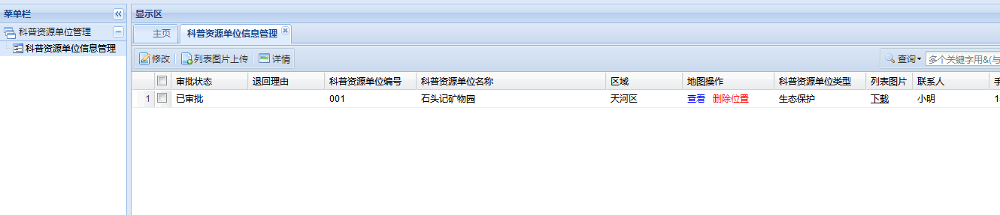 菜单栏
显示区
科普资源单位管理
主页
科普资源单位信息管理
科普资源单位信息管理
修改
列表图片上传
详情
查询
多个关键字用&(与
审批状态 退回理由 科普资源单位编号 科普资源单位名称 区域 地图操作 科普资源单位类型 列表图片 联系人
1 已审批 001 石头记矿物园 天河区 查看 删除位置 生态保护 下载 小明